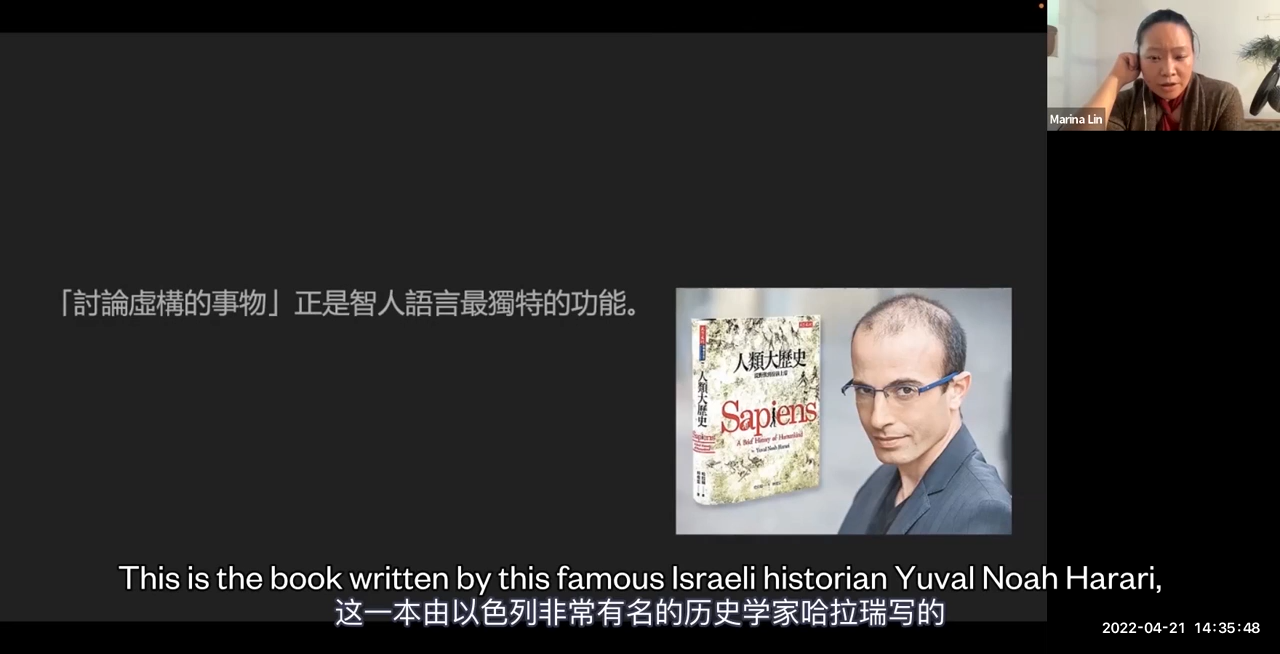 Marina Lin
「討論虛構的事物」正是智人語言最獨特的功能。
人類大歷史
人類大歷史
Sapiens
A Brief History of Humankind
Yuval Noah Harari
This is the book written by this famous Israeli historian Yuval Noah Harari,
这一本由以色列非常有名的历史学家哈拉瑞写的
2022-04-21 14:35:48